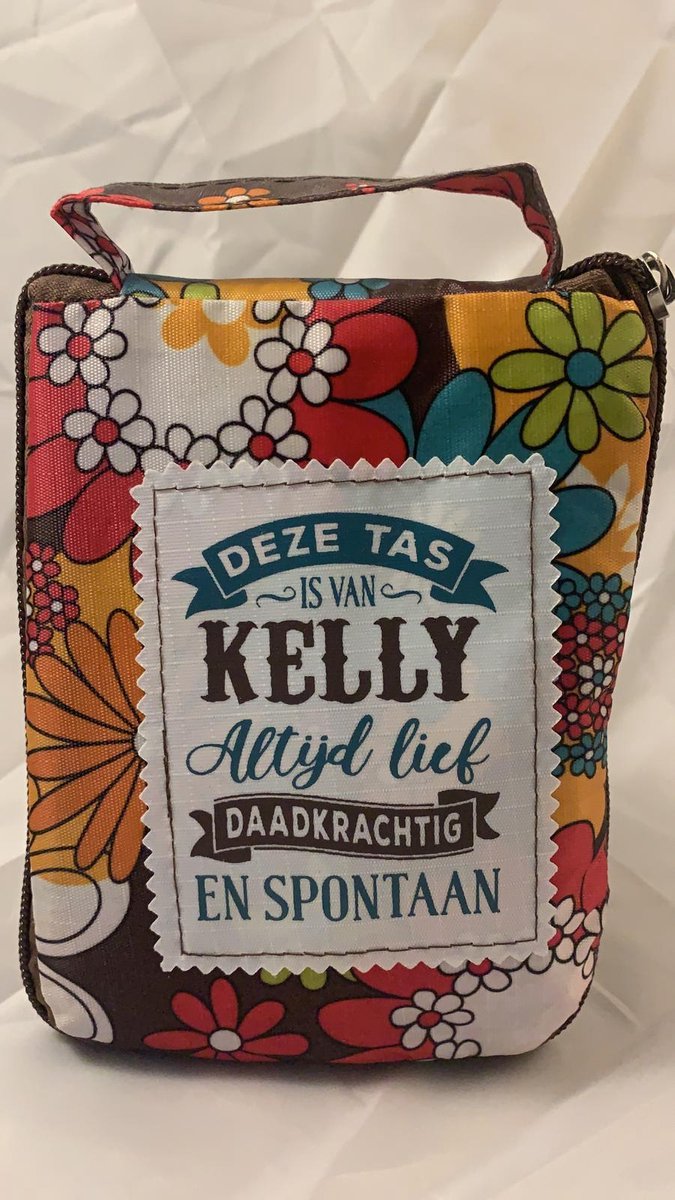 DEZE TAS
IS VAN
KELLY
Altijd lief
DAADKRACHTIG
EN SPONTAAN